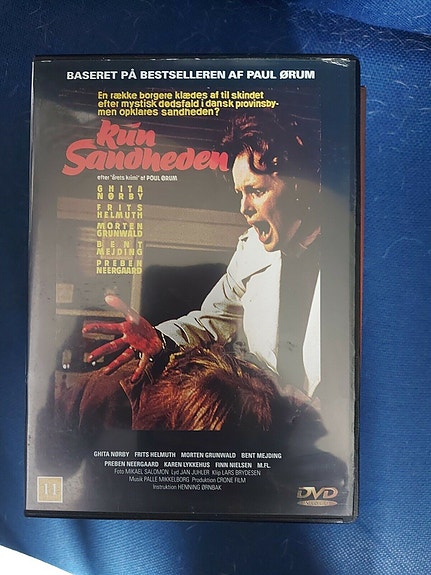 BASERET PÅ BESTSELLEREN AF PAUL ØRUM
En række borgere klædes af til skindet
efter mystisk dødsfald i dansk provinsby-
men opklares sandheden?
kun
Sandheden
efter "årets krimi" af POUL ØRUM
GHITA
NØRBY
FRITS
HELMUTH
MORTEN
GRUNWALD
BENT
MEJDING
PREBEN
NEERGAARD
GHITA NØRBY FRITS HELMUTH MORTEN GRUNWALD BENT MEJDING
PREBEN NEERGAARD KAREN LYKKEHUS FINN NIELSEN M.FL.
Foto MIKAEL SALOMON Lyd JAN JUHLER Klip LARS BRYDESEN
Musik PALLE MIKKELBORG Produktion CRONE FILM
Instruktion HENNING ØRNBAK
11
DVD